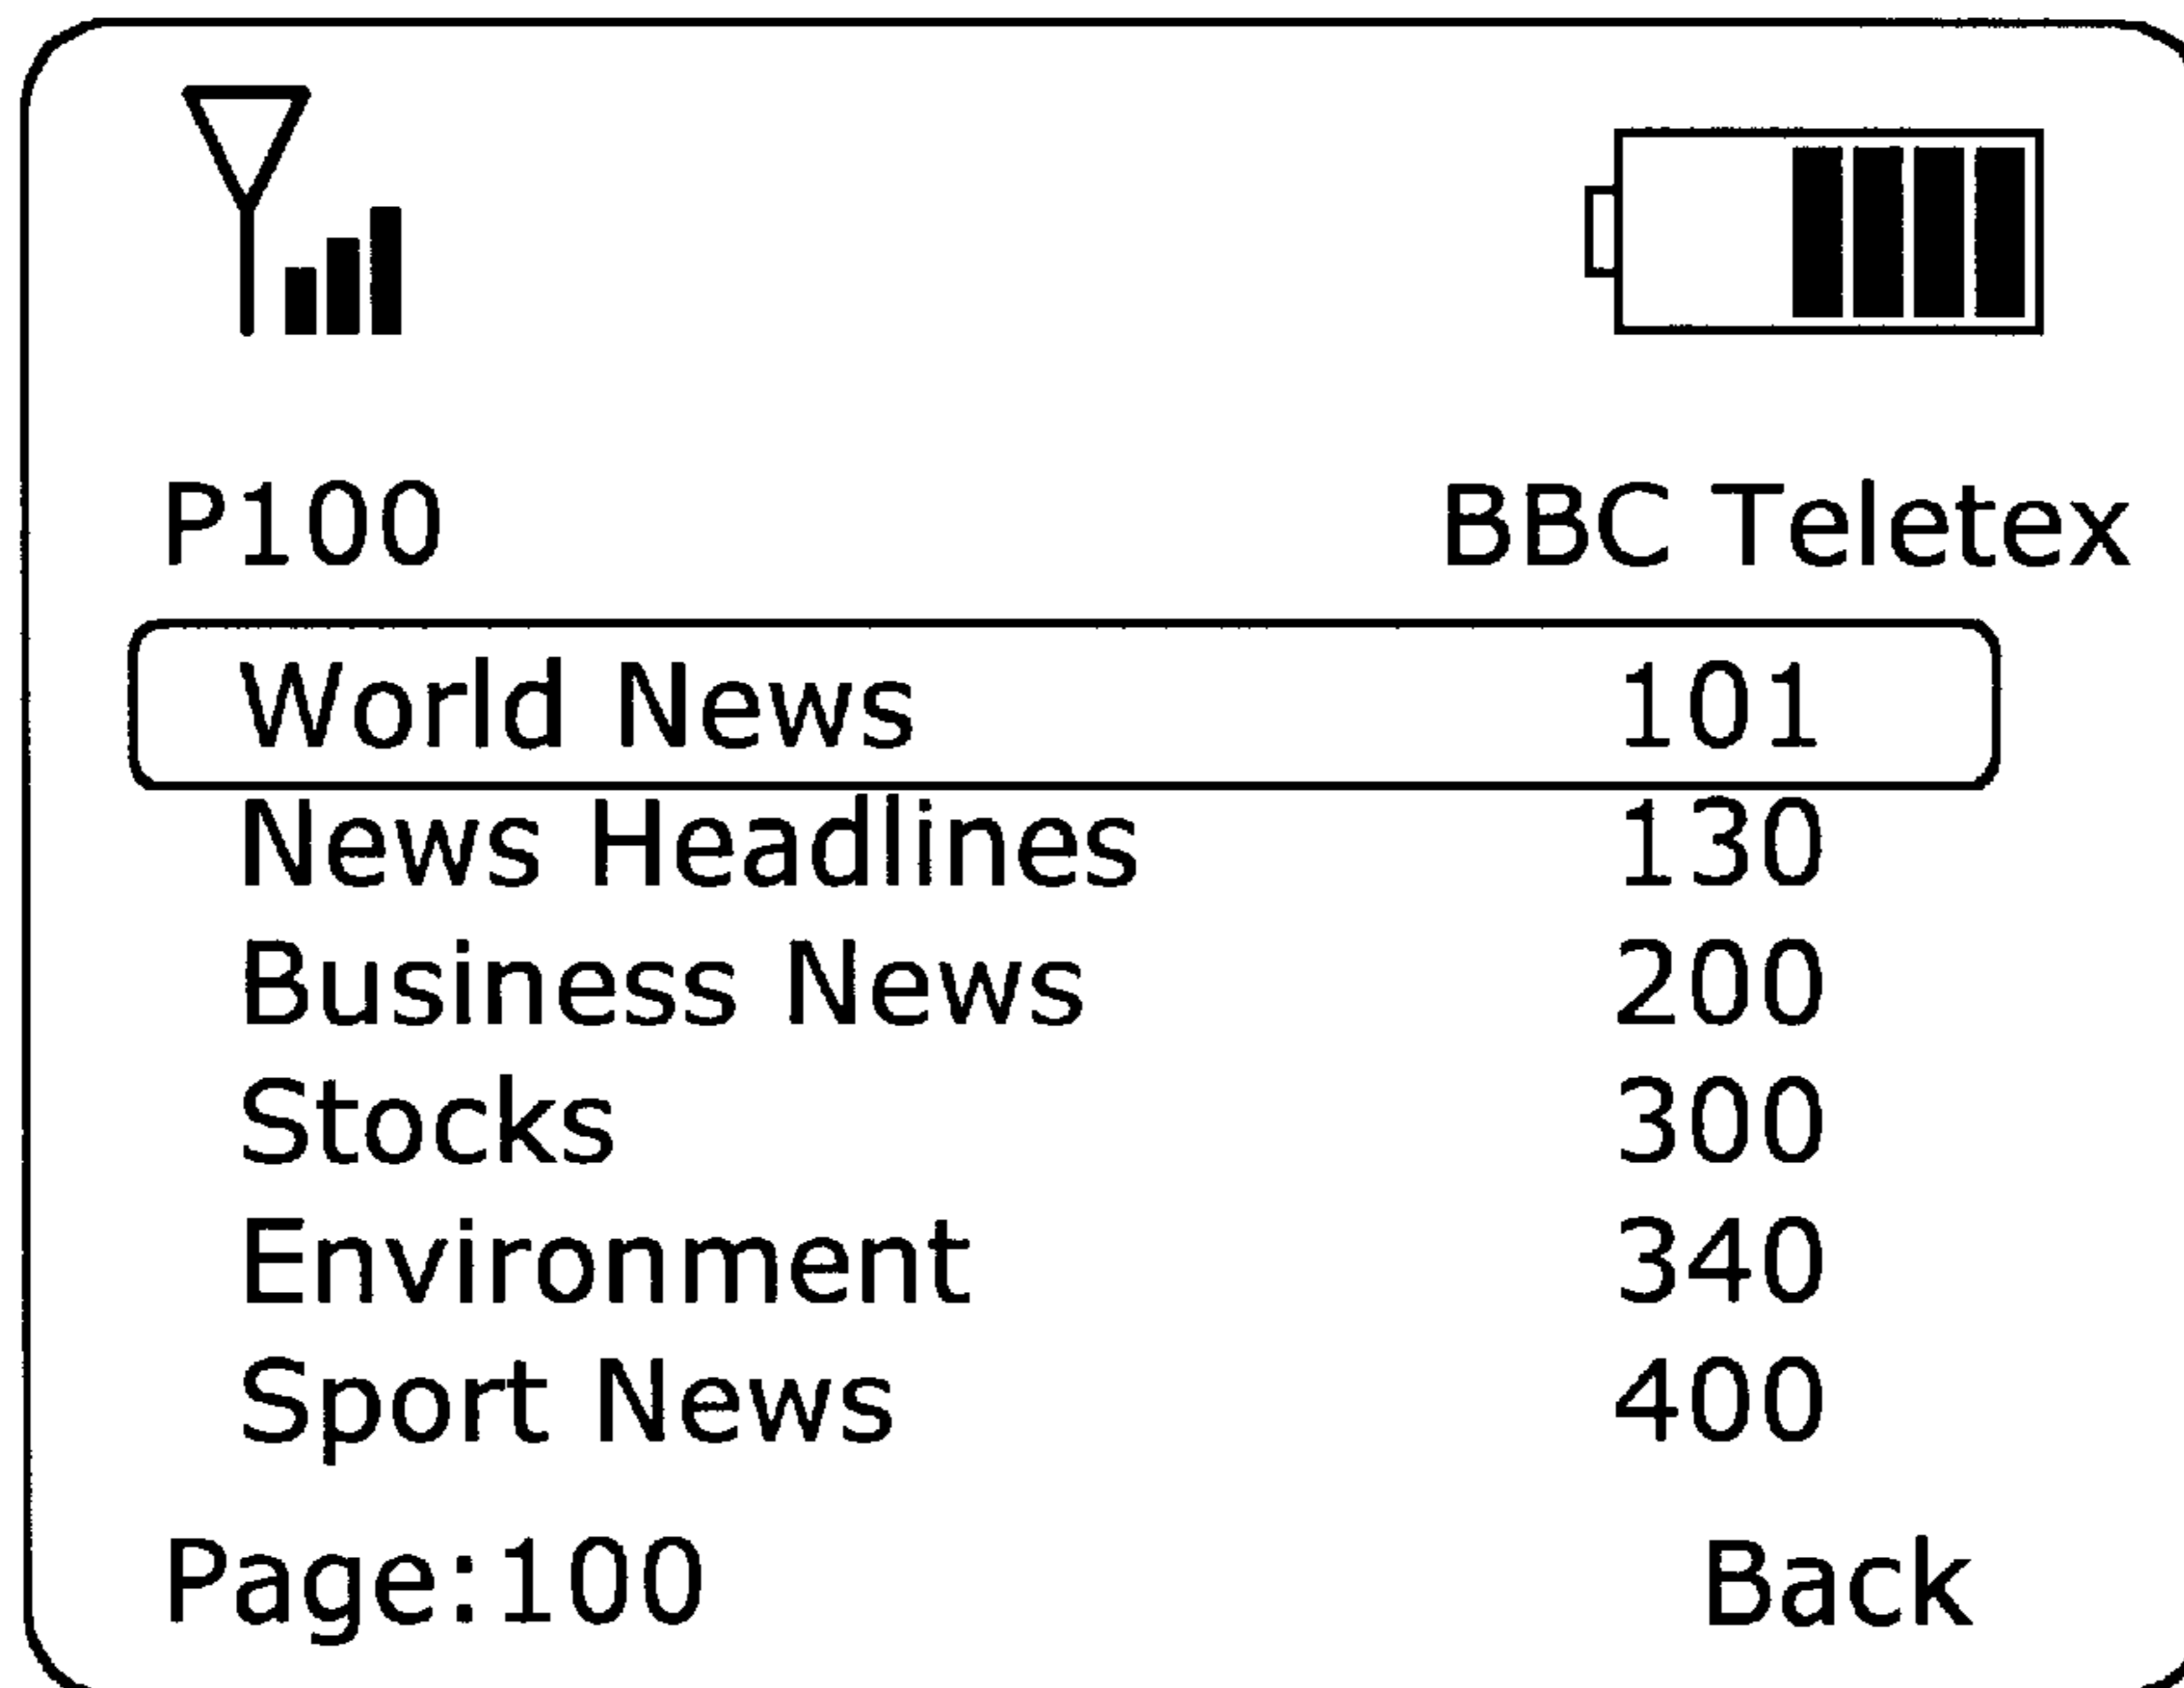 P100 BBC Teletex
World News 101
News Headlines 130
Business News 200
Stocks 300
Environment 340
Sport News 400
Page:100 Back